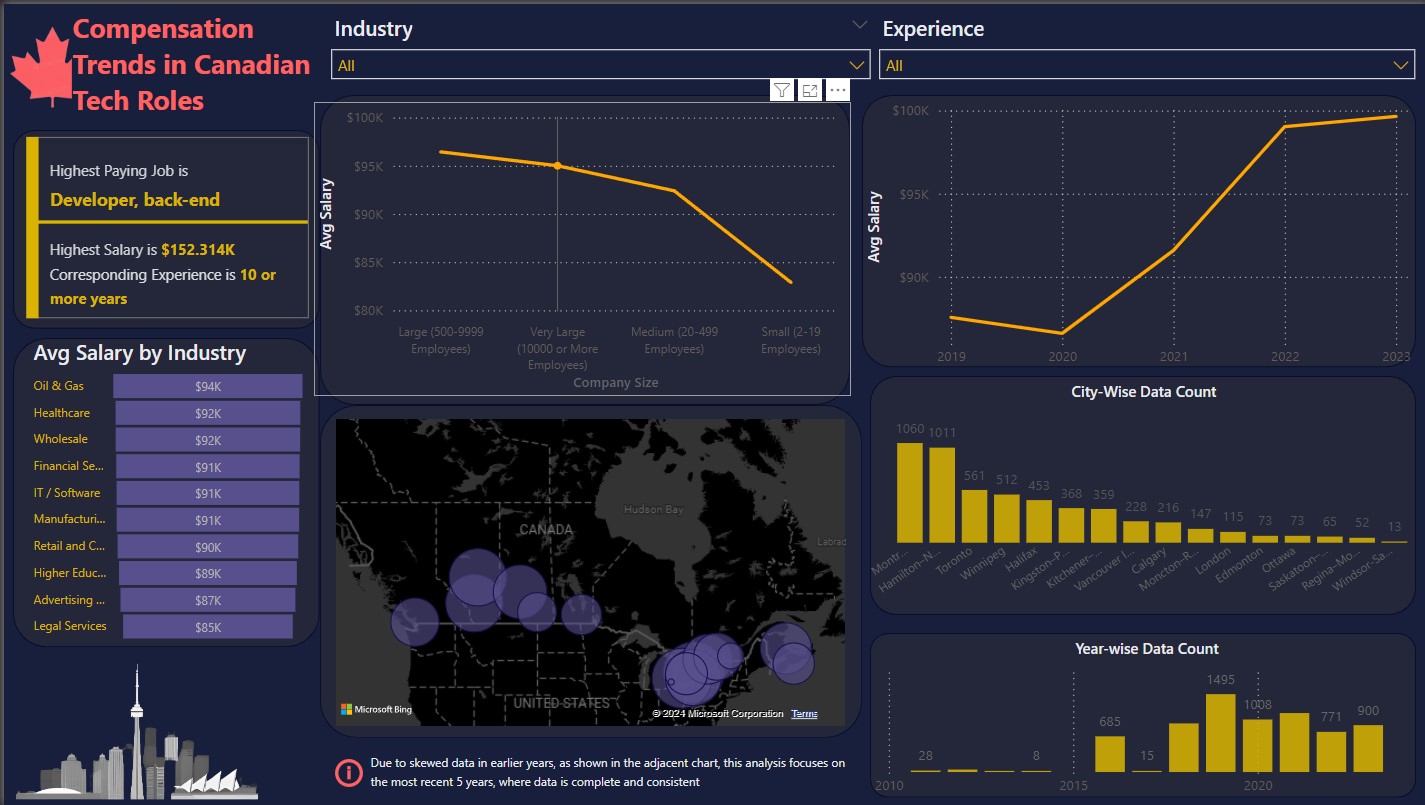 Compensation
Trends in Canadian
Tech Roles
Industry
All
Experience
All
Highest Paying Job is
Developer, back-end
Highest Salary is $152.314K
Corresponding Experience is 10 or
more years
Avg Salary by Industry
Oil & Gas $94K
Healthcare $92K
Wholesale $92K
Financial Se... $91K
IT / Software $91K
Manufacturi... $91K
Retail and C... $90K
Higher Educ... $89K
Advertising ... $87K
Legal Services $85K
Avg Salary
$100K
$95K
$90K
$85K
$80K
Large (500-9999
Employees)
Very Large
(10000 or More
Employees)
Medium (20-499
Employees)
Small (2-19
Employees)
Company Size
CANADA
Hudson Bay
Labrad
UNITED STATES
Microsoft Bing
© 2024 Microsoft Corporation Terms
Due to skewed data in earlier years, as shown in the adjacent chart, this analysis focuses on
the most recent 5 years, where data is complete and consistent
Avg Salary
$100K
$95K
$90K
2019 2020 2021 2022 2023
City-Wise Data Count
1060 1011 561 512 453 368 359 228 216 147 115 73 73 65 52 13
Montr... Hamilton-N... Toronto Winnipeg Halifax Kingston-P... Kitchener-... Vancouver I... Calgary Moncton-R... London Edmonton Ottawa Saskatoon-... Regina-Mo... Windsor-Sa...
Year-wise Data Count
28 8 685 15 1495 1008 771 900
2010 2015 2020